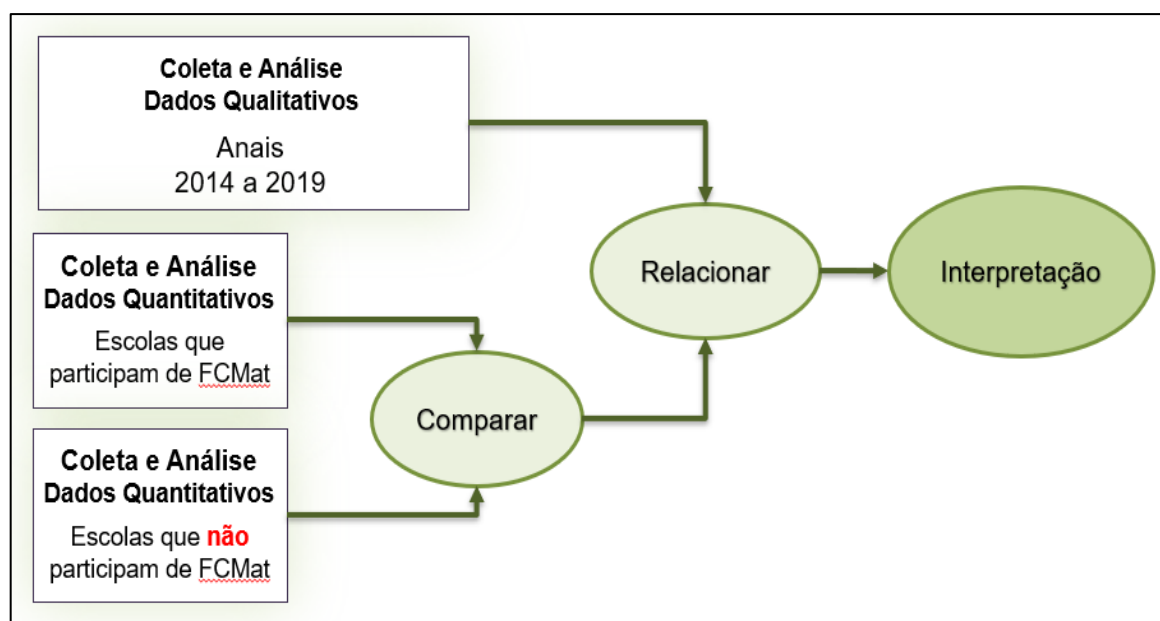 Coleta e Análise
Dados Qualitativos
Anais
2014 a 2019
Coleta e Análise
Dados Quantitativos
Escolas que
participam de FCMat
Coleta e Análise
Dados Quantitativos
Escolas que não
participam de FCMat
Comparar
Relacionar
Interpretação